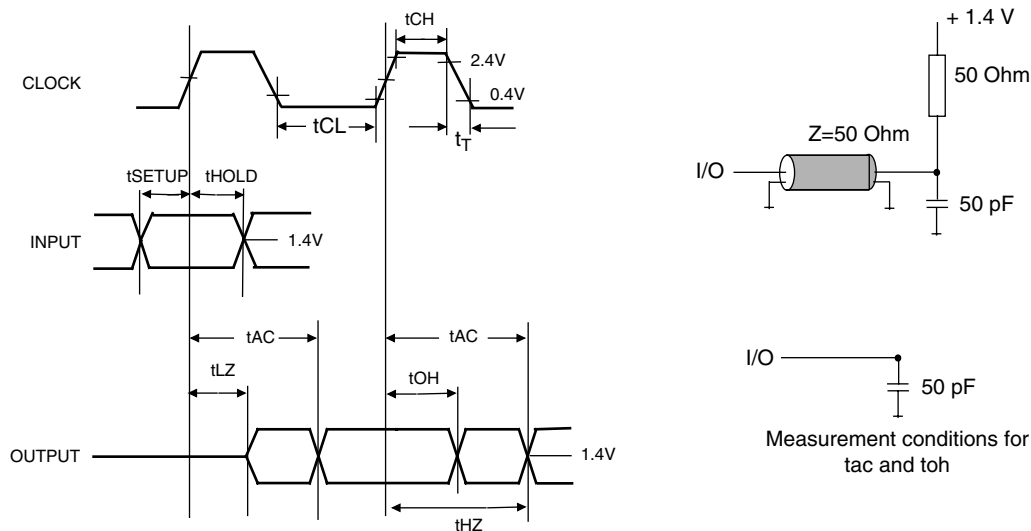 tCH
2.4V
CLOCK
0.4V
tCL
tT
tSETUP tHOLD
INPUT
1.4V
tAC
tAC
tLZ
tOH
OUTPUT
1.4V
tHZ
+ 1.4 V
50 Ohm
Z=50 Ohm
I/O
50 pF
I/O
50 pF
Measurement conditions for
tac and toh